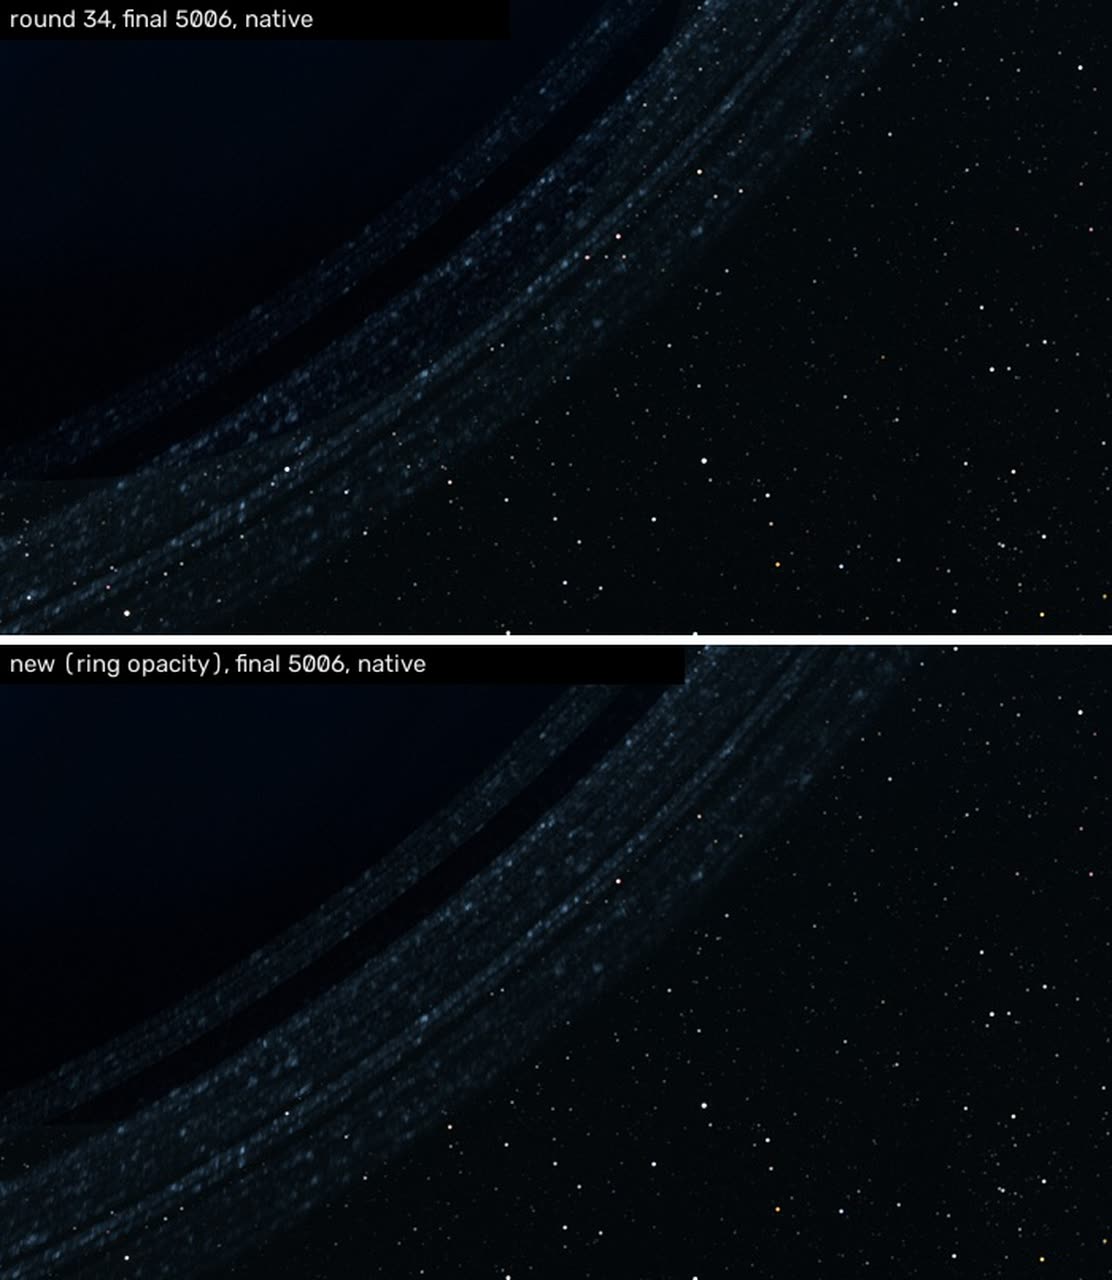 round 34, final 5006, native
new (ring opacity), final 5006, native